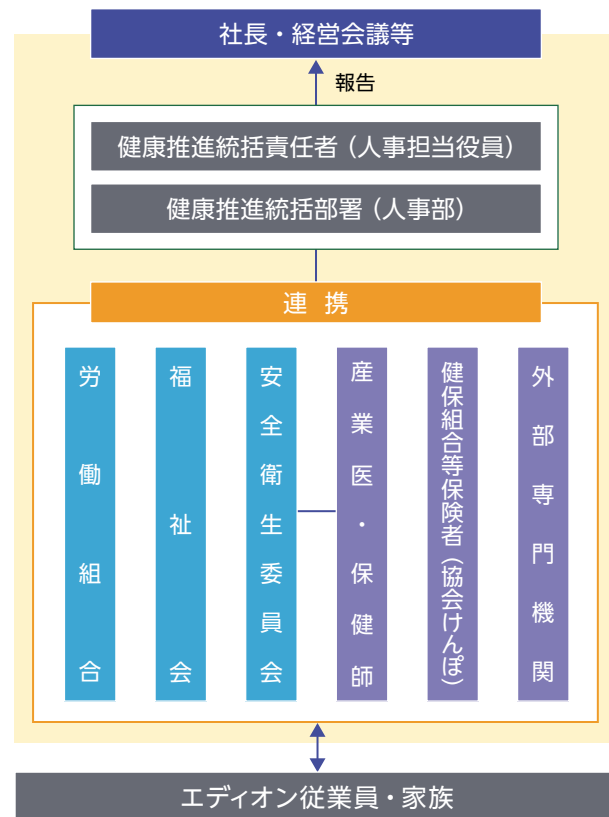 社長・経営会議等
報告
健康推進統括責任者（人事担当役員）
健康推進統括部署（人事部）
連携
労働組合
福祉会
安全衛生委員会
産業医・保健師
健保組合等保険者（協会けんぽ）
外部専門機関
エディオン従業員・家族